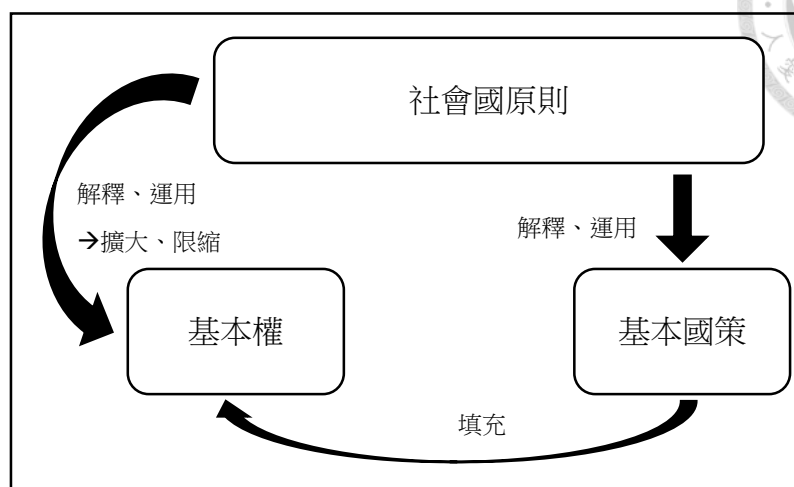 社會國原則
解釋、運用
→擴大、限縮
解釋、運用
基本權
基本國策
填充